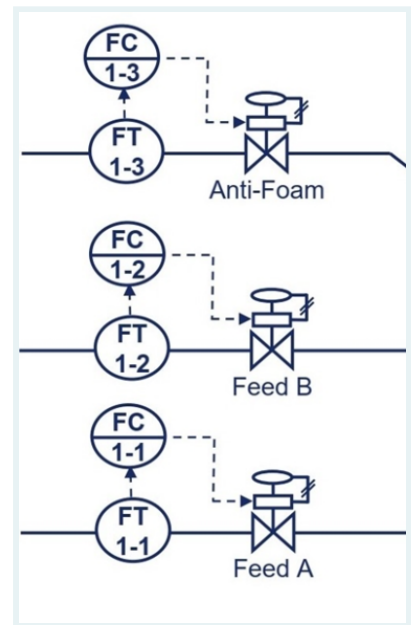 FC
1-3
FT
1-3
Anti-Foam
FC
1-2
FT
1-2
Feed B
FC
1-1
FT
1-1
Feed A